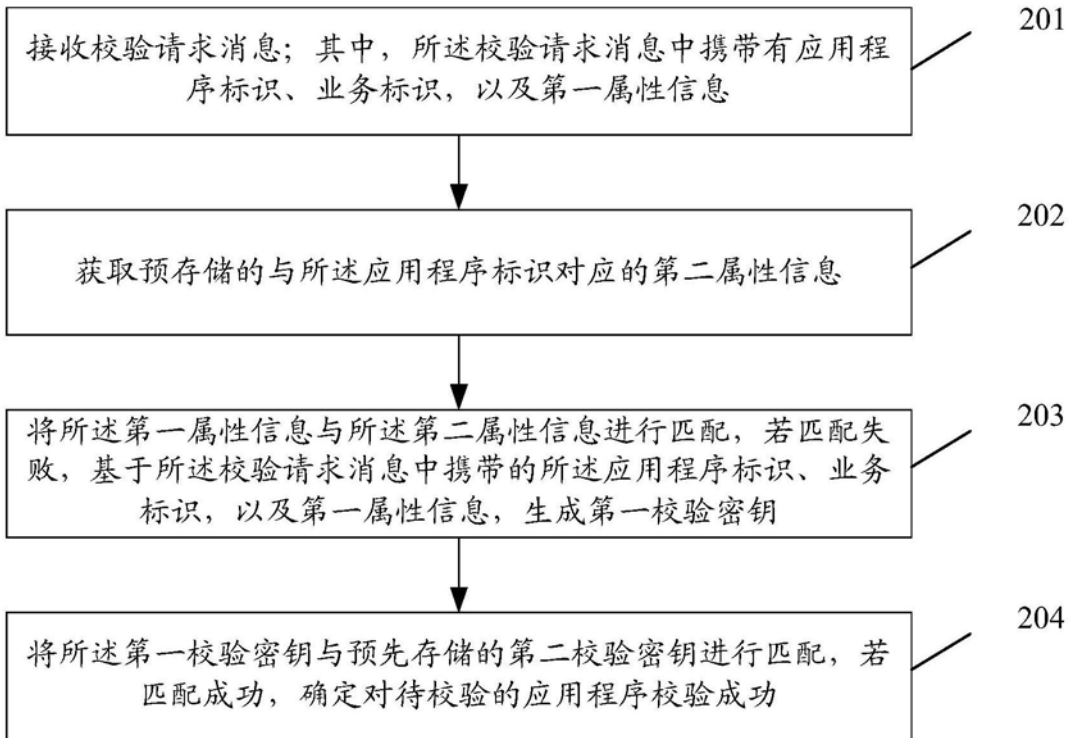 接收校验请求消息；其中，所述校验请求消息中携带有应用程
序标识、业务标识，以及第一属性信息
201
获取预存储的与所述应用程序标识对应的第二属性信息
202
将所述第一属性信息与所述第二属性信息进行匹配，若匹配失
败，基于所述校验请求消息中携带的所述应用程序标识、业务
标识，以及第一属性信息，生成第一校验密钥
203
将所述第一校验密钥与预先存储的第二校验密钥进行匹配，若
匹配成功，确定对待校验的应用程序校验成功
204